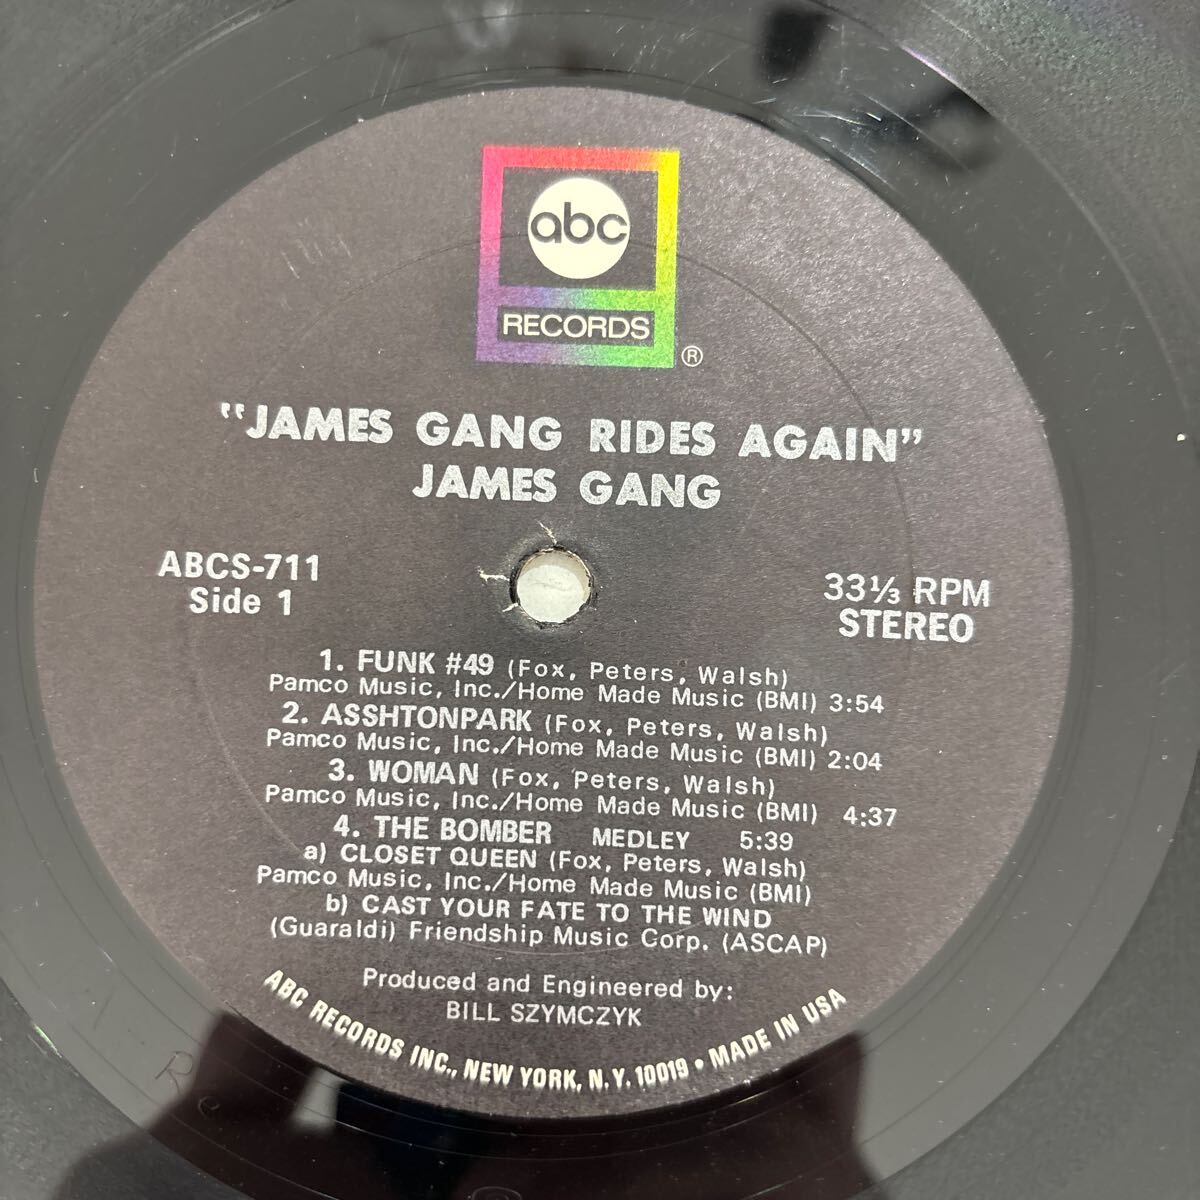 abc
RECORDS
®
"JAMES GANG RIDES AGAIN"
JAMES GANG
ABCS-711
Side 1
33⅓ RPM
STEREO
1. FUNK #49 (Fox, Peters, Walsh)
Pamco Music, Inc./Home Made Music (BMI) 3:54
2. ASSHTONPARK (Fox, Peters, Walsh)
Pamco Music, Inc./Home Made Music (BMI) 2:04
3. WOMAN (Fox, Peters, Walsh)
Pamco Music, Inc./Home Made Music (BMI) 4:37
4. THE BOMBER MEDLEY 5:39
a) CLOSET QUEEN (Fox, Peters, Walsh)
Pamco Music, Inc./Home Made Music (BMI)
b) CAST YOUR FATE TO THE WIND
(Guaraldi) Friendship Music Corp. (ASCAP)
Produced and Engineered by:
BILL SZYMCZYK
ABC RECORDS INC., NEW YORK, N.Y. 10019 • MADE IN USA